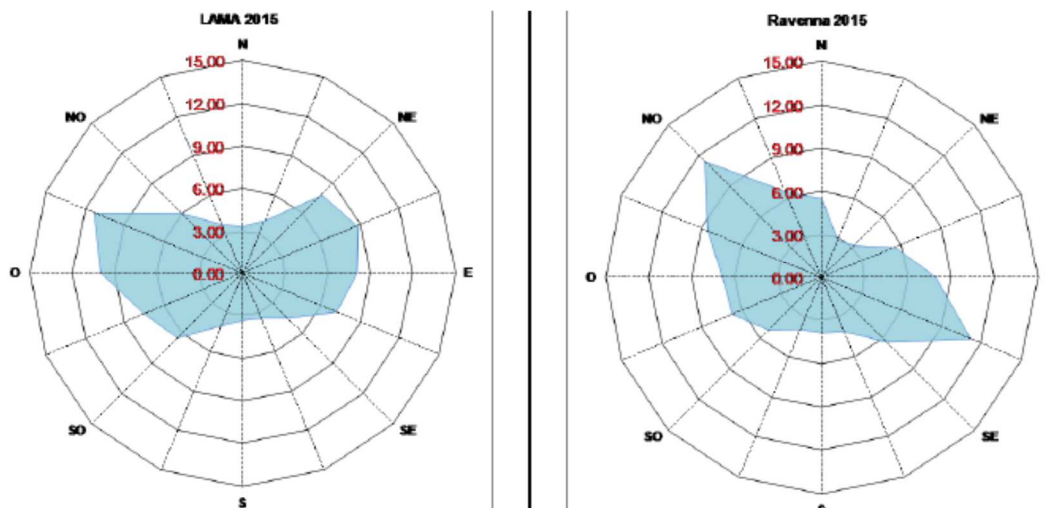 LAMA 2015
N
15.00
12.00
NO
NE
9.00
6.00
3.00
O
0.00
E
SO
SE
S
Ravenna 2015
N
15.00
12.00
NO
NE
9.00
6.00
3.00
O
0.00
SO
SE